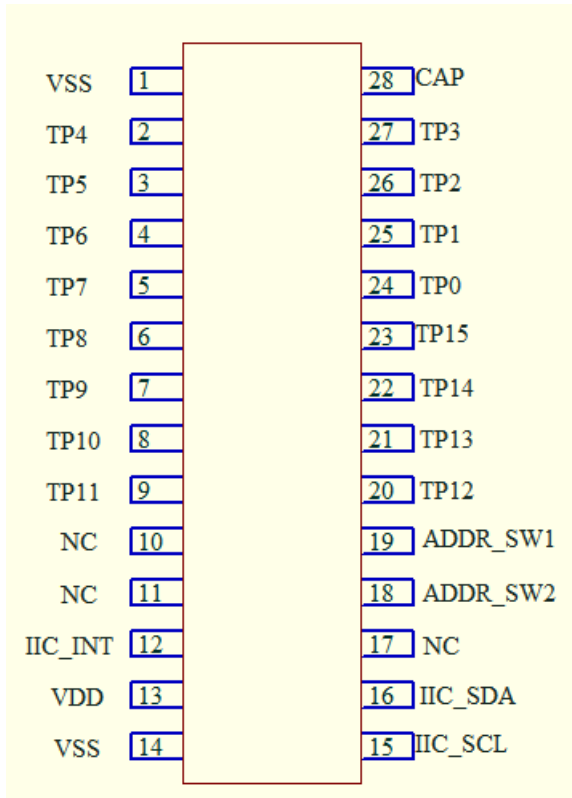 VSS 1 28 CAP
TP4 2 27 TP3
TP5 3 26 TP2
TP6 4 25 TP1
TP7 5 24 TP0
TP8 6 23 TP15
TP9 7 22 TP14
TP10 8 21 TP13
TP11 9 20 TP12
NC 10 19 ADDR_SW1
NC 11 18 ADDR_SW2
IIC_INT 12 17 NC
VDD 13 16 IIC_SDA
VSS 14 15 IIC_SCL